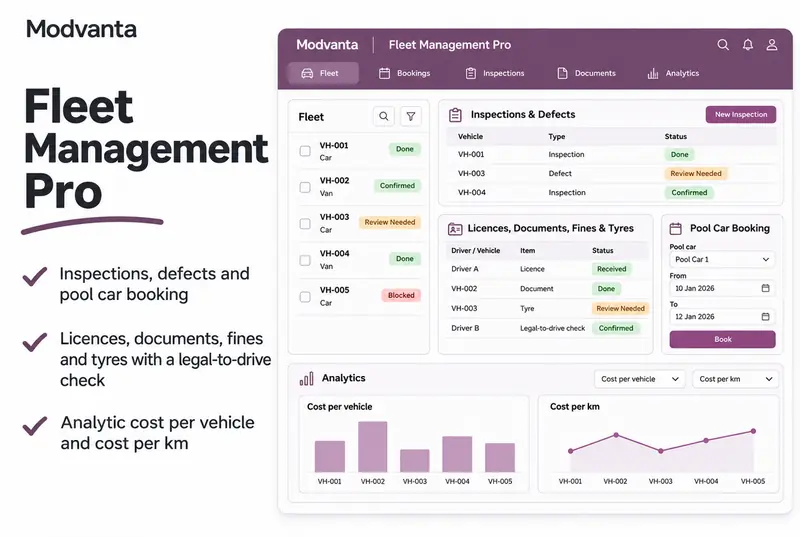 Modvanta
Fleet
Management
Pro
Inspections, defects and
pool car booking
Licences, documents, fines
and tyres with a legal-to-drive
check
Analytic cost per vehicle
and cost per km
Modvanta Fleet Management Pro
Fleet Bookings Inspections Documents Analytics
Fleet
VH-001
Car
Done
VH-002
Van
Confirmed
VH-003
Car
Review Needed
VH-004
Van
Done
VH-005
Car
Blocked
Inspections & Defects
New Inspection
Vehicle Type Status
VH-001 Inspection Done
VH-003 Defect Review Needed
VH-004 Inspection Confirmed
Licences, Documents, Fines & Tyres
Driver / Vehicle Item Status
Driver A Licence Received
VH-002 Document Done
VH-003 Tyre Review Needed
Driver B Legal-to-drive check Confirmed
Pool Car Booking
Pool car
Pool Car 1
From
10 Jan 2026
To
12 Jan 2026
Book
Analytics
Cost per vehicle Cost per km
Cost per vehicle
VH-001 VH-002 VH-003 VH-004 VH-005
Cost per km
VH-001 VH-002 VH-003 VH-004 VH-005